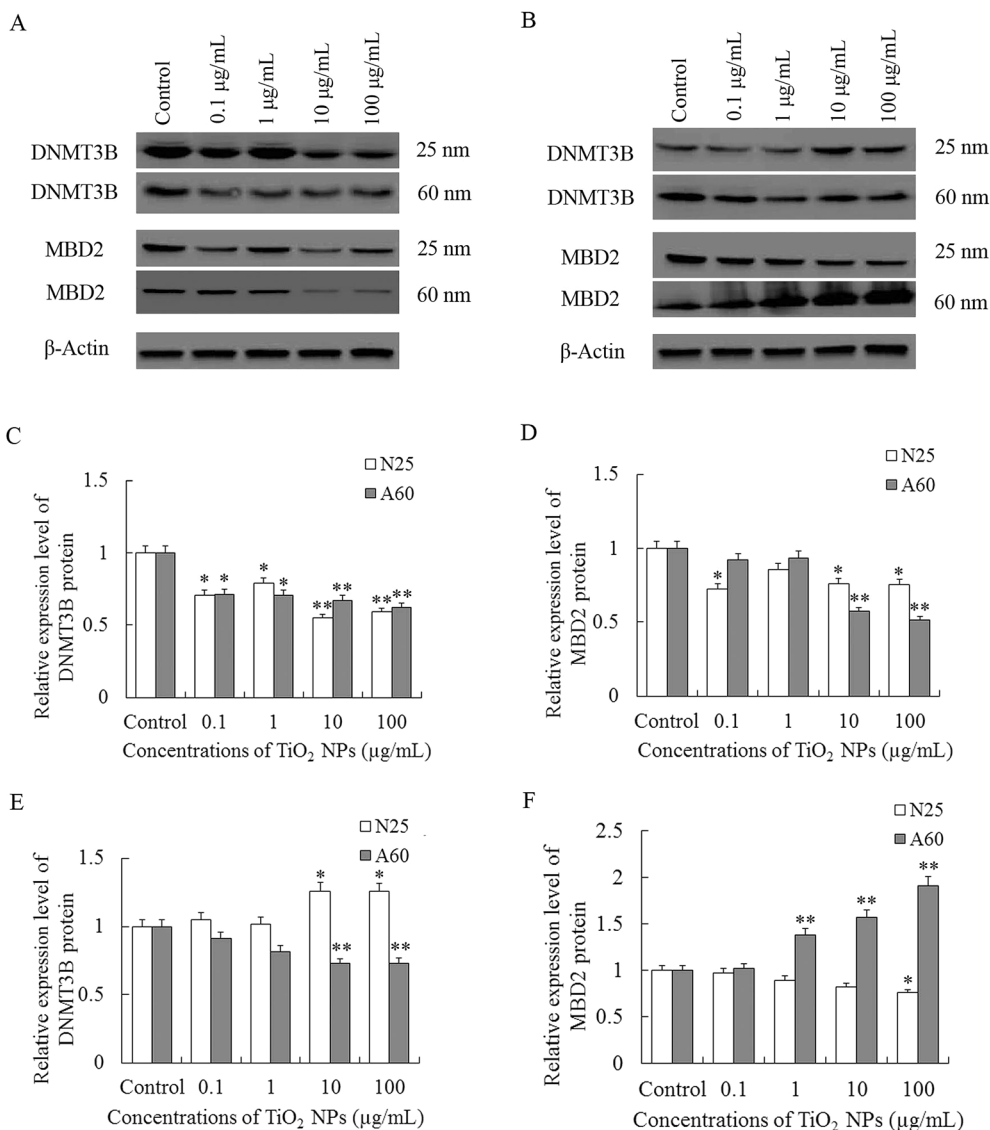 A
Control
0.1 μg/mL
1 μg/mL
10 μg/mL
100 μg/mL
DNMT3B 25 nm
DNMT3B 60 nm
MBD2 25 nm
MBD2 60 nm
β-Actin
B
Control
0.1 μg/mL
1 μg/mL
10 μg/mL
100 μg/mL
DNMT3B 25 nm
DNMT3B 60 nm
MBD2 25 nm
MBD2 60 nm
β-Actin
C
Relative expression level of
DNMT3B protein
N25
A60
1.5
1
0.5
0
* * * * ** ** ** **
Control 0.1 1 10 100
Concentrations of TiO₂ NPs (μg/mL)
D
Relative expression level of
MBD2 protein
N25
A60
1.5
1
0.5
0
* * ** * **
Control 0.1 1 10 100
Concentrations of TiO₂ NPs (μg/mL)
E
Relative expression level of
DNMT3B protein
N25
A60
1.5
1
0.5
0
* ** * **
Control 0.1 1 10 100
Concentrations of TiO₂ NPs (μg/mL)
F
Relative expression level of
MBD2 protein
N25
A60
2.5
2
1.5
1
0.5
0
** ** * **
Control 0.1 1 10 100
Concentrations of TiO₂ NPs (μg/mL)